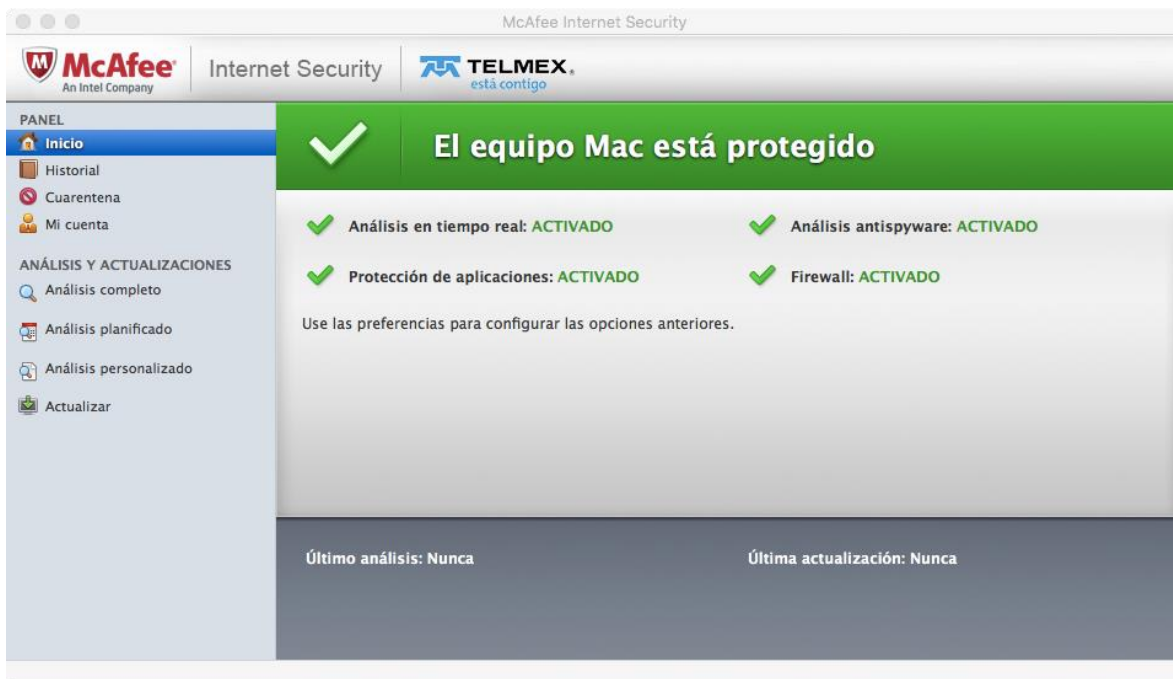 McAfee Internet Security
McAfee
An Intel Company
Internet Security
TELMEX.
está contigo
PANEL
Inicio
Historial
Cuarentena
Mi cuenta
ANÁLISIS Y ACTUALIZACIONES
Análisis completo
Análisis planificado
Análisis personalizado
Actualizar
El equipo Mac está protegido
Análisis en tiempo real: ACTIVADO
Análisis antispyware: ACTIVADO
Protección de aplicaciones: ACTIVADO
Firewall: ACTIVADO
Use las preferencias para configurar las opciones anteriores.
Último análisis: Nunca
Última actualización: Nunca